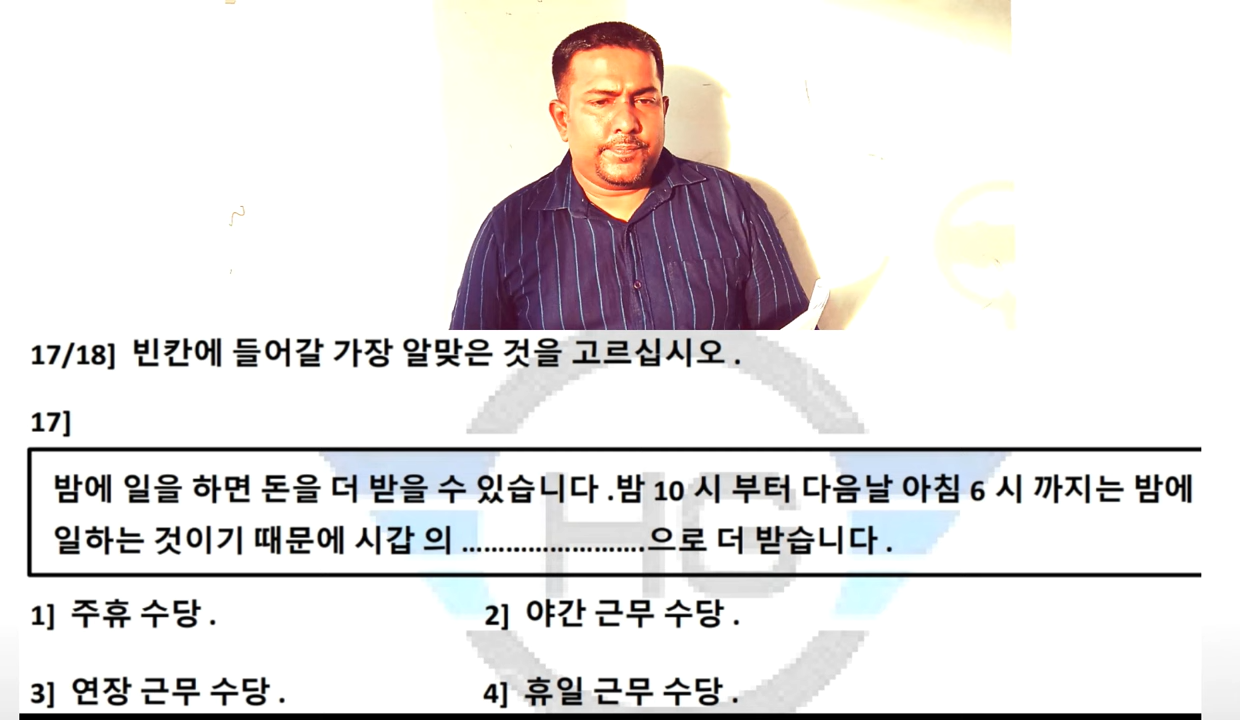 17/18] 빈칸에 들어갈 가장 알맞은 것을 고르십시오 .
17]
밤에 일을 하면 돈을 더 받을 수 있습니다 .밤 10 시 부터 다음날 아침 6 시 까지는 밤에
일하는 것이기 때문에 시갑 의 .........................으로 더 받습니다 .
1] 주휴 수당 . 2] 야간 근무 수당 .
3] 연장 근무 수당 . 4] 휴일 근무 수당 .
HG